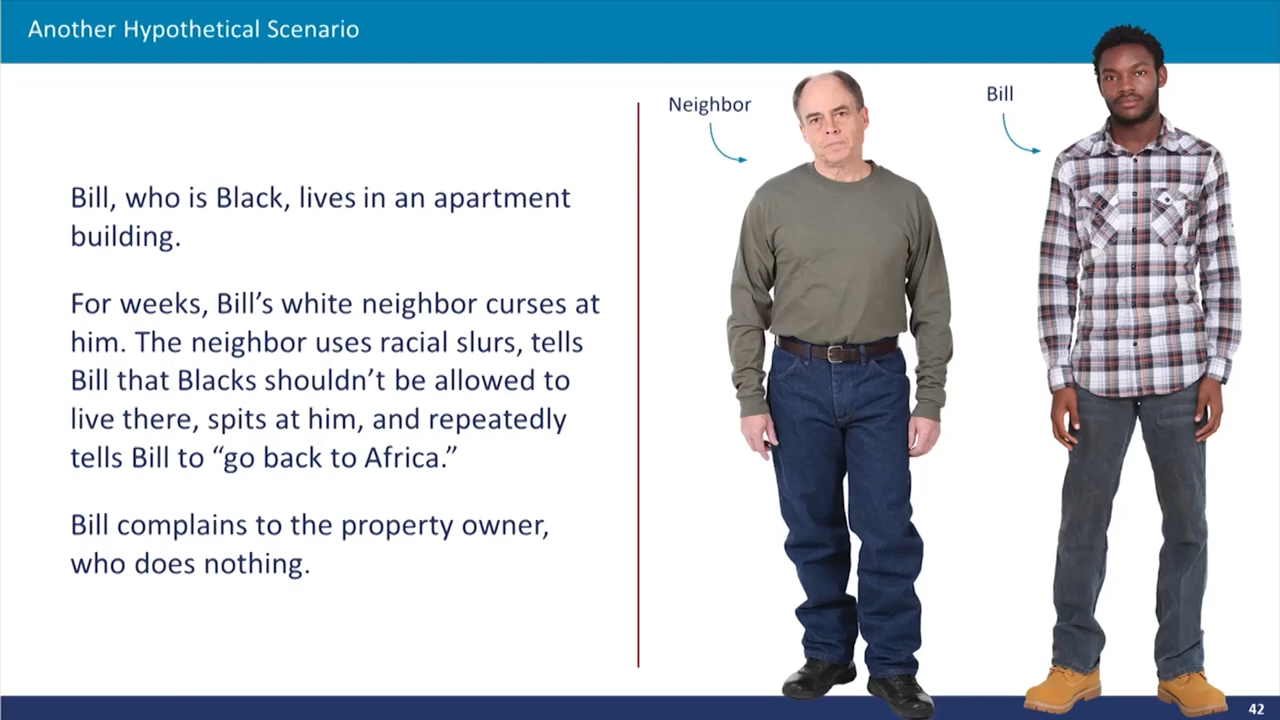 Another Hypothetical Scenario
Neighbor
Bill
Bill, who is Black, lives in an apartment
building.
For weeks, Bill’s white neighbor curses at
him. The neighbor uses racial slurs, tells
Bill that Blacks shouldn’t be allowed to
live there, spits at him, and repeatedly
tells Bill to “go back to Africa.”
Bill complains to the property owner,
who does nothing.
42